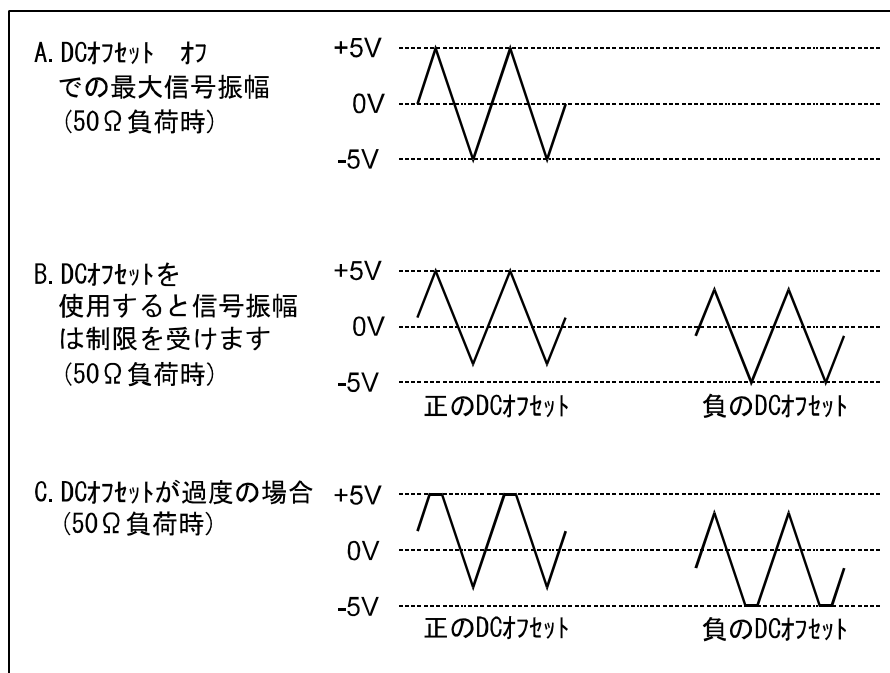 A. DCオフセット オフ
での最大信号振幅
(50Ω負荷時)
+5V
0V
-5V
B. DCオフセットを
使用すると信号振幅
は制限を受けます
(50Ω負荷時)
+5V
0V
-5V
正のDCオフセット
負のDCオフセット
C. DCオフセットが過度の場合
(50Ω負荷時)
+5V
0V
-5V
正のDCオフセット
負のDCオフセット